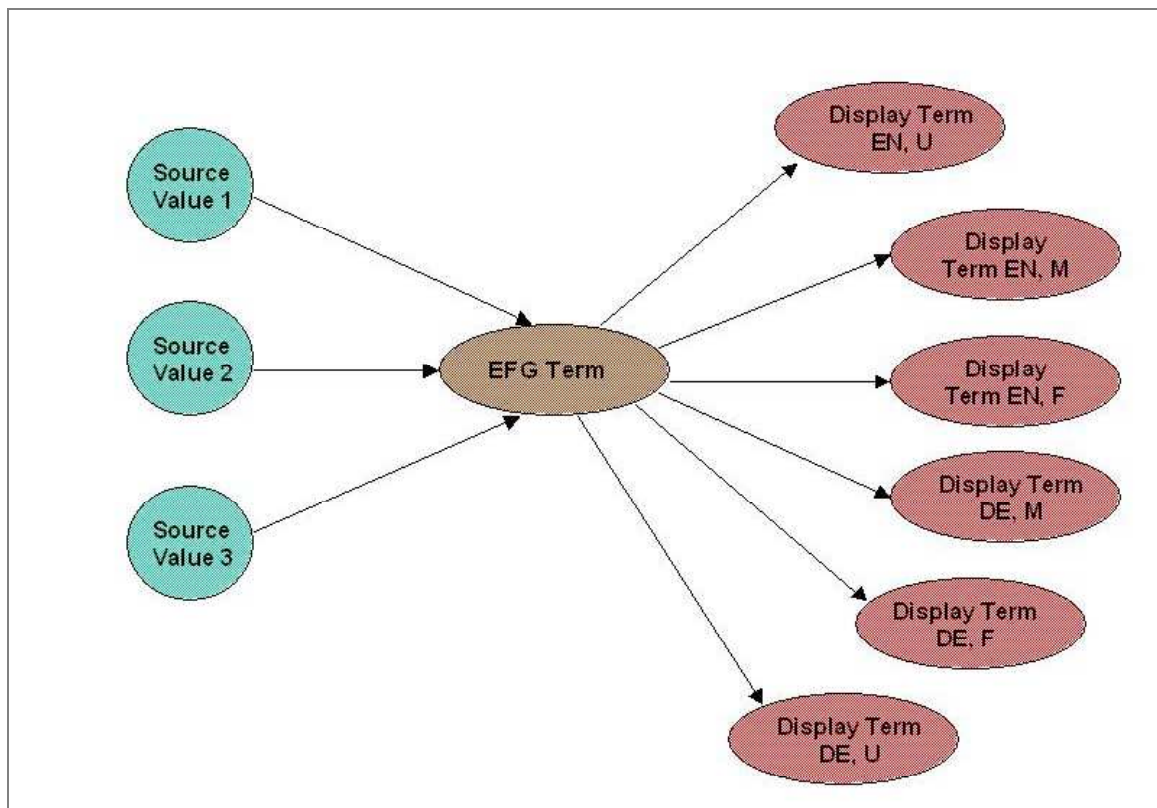 Source
Value 1
Source
Value 2
Source
Value 3
EFG Term
Display Term
EN, U
Display
Term EN, M
Display
Term EN, F
Display Term
DE, M
Display Term
DE, F
Display Term
DE, U